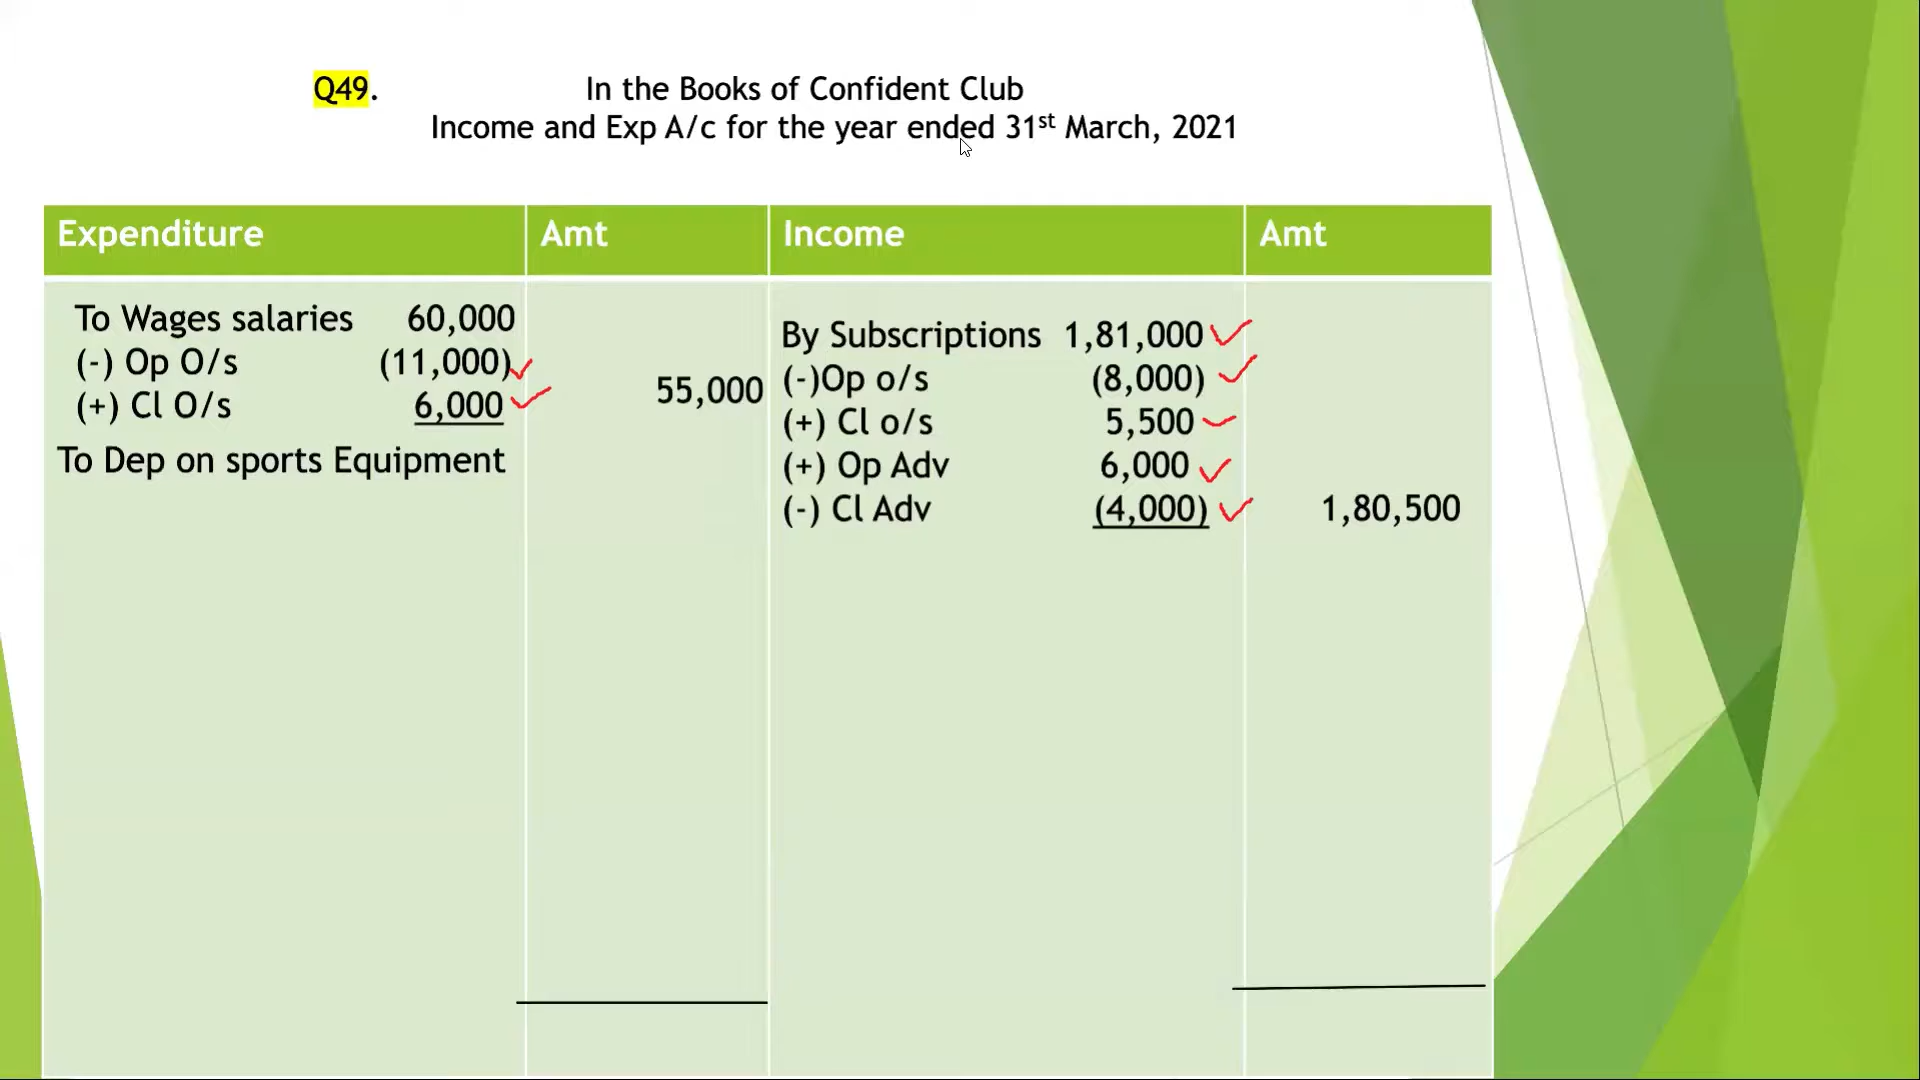 Q49. In the Books of Confident Club
Income and Exp A/c for the year ended 31st March, 2021
Expenditure Amt Income Amt
To Wages salaries 60,000
(-) Op O/s (11,000)
(+) Cl O/s 6,000 55,000
To Dep on sports Equipment
By Subscriptions 1,81,000
(-)Op o/s (8,000)
(+) Cl o/s 5,500
(+) Op Adv 6,000
(-) Cl Adv (4,000) 1,80,500